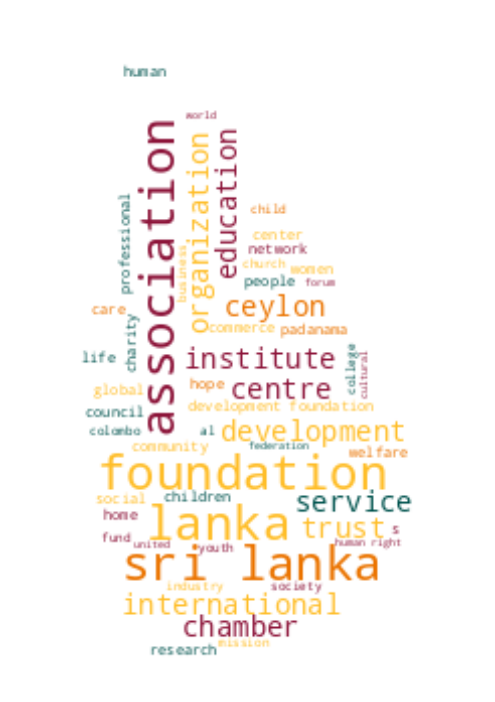 human
world
association
organization
education
professional
child
center
network
business
church
women
people
forum
ceylon
care
commerce
padanama
charity
life
institute
college
cultural
hope
centre
global
development foundation
council
colombo
al
development
community
federation
welfare
foundation
social
children
service
home
lanka
trust
s
fund
united
youth
human right
sri lanka
industry
society
international
chamber
mission
research